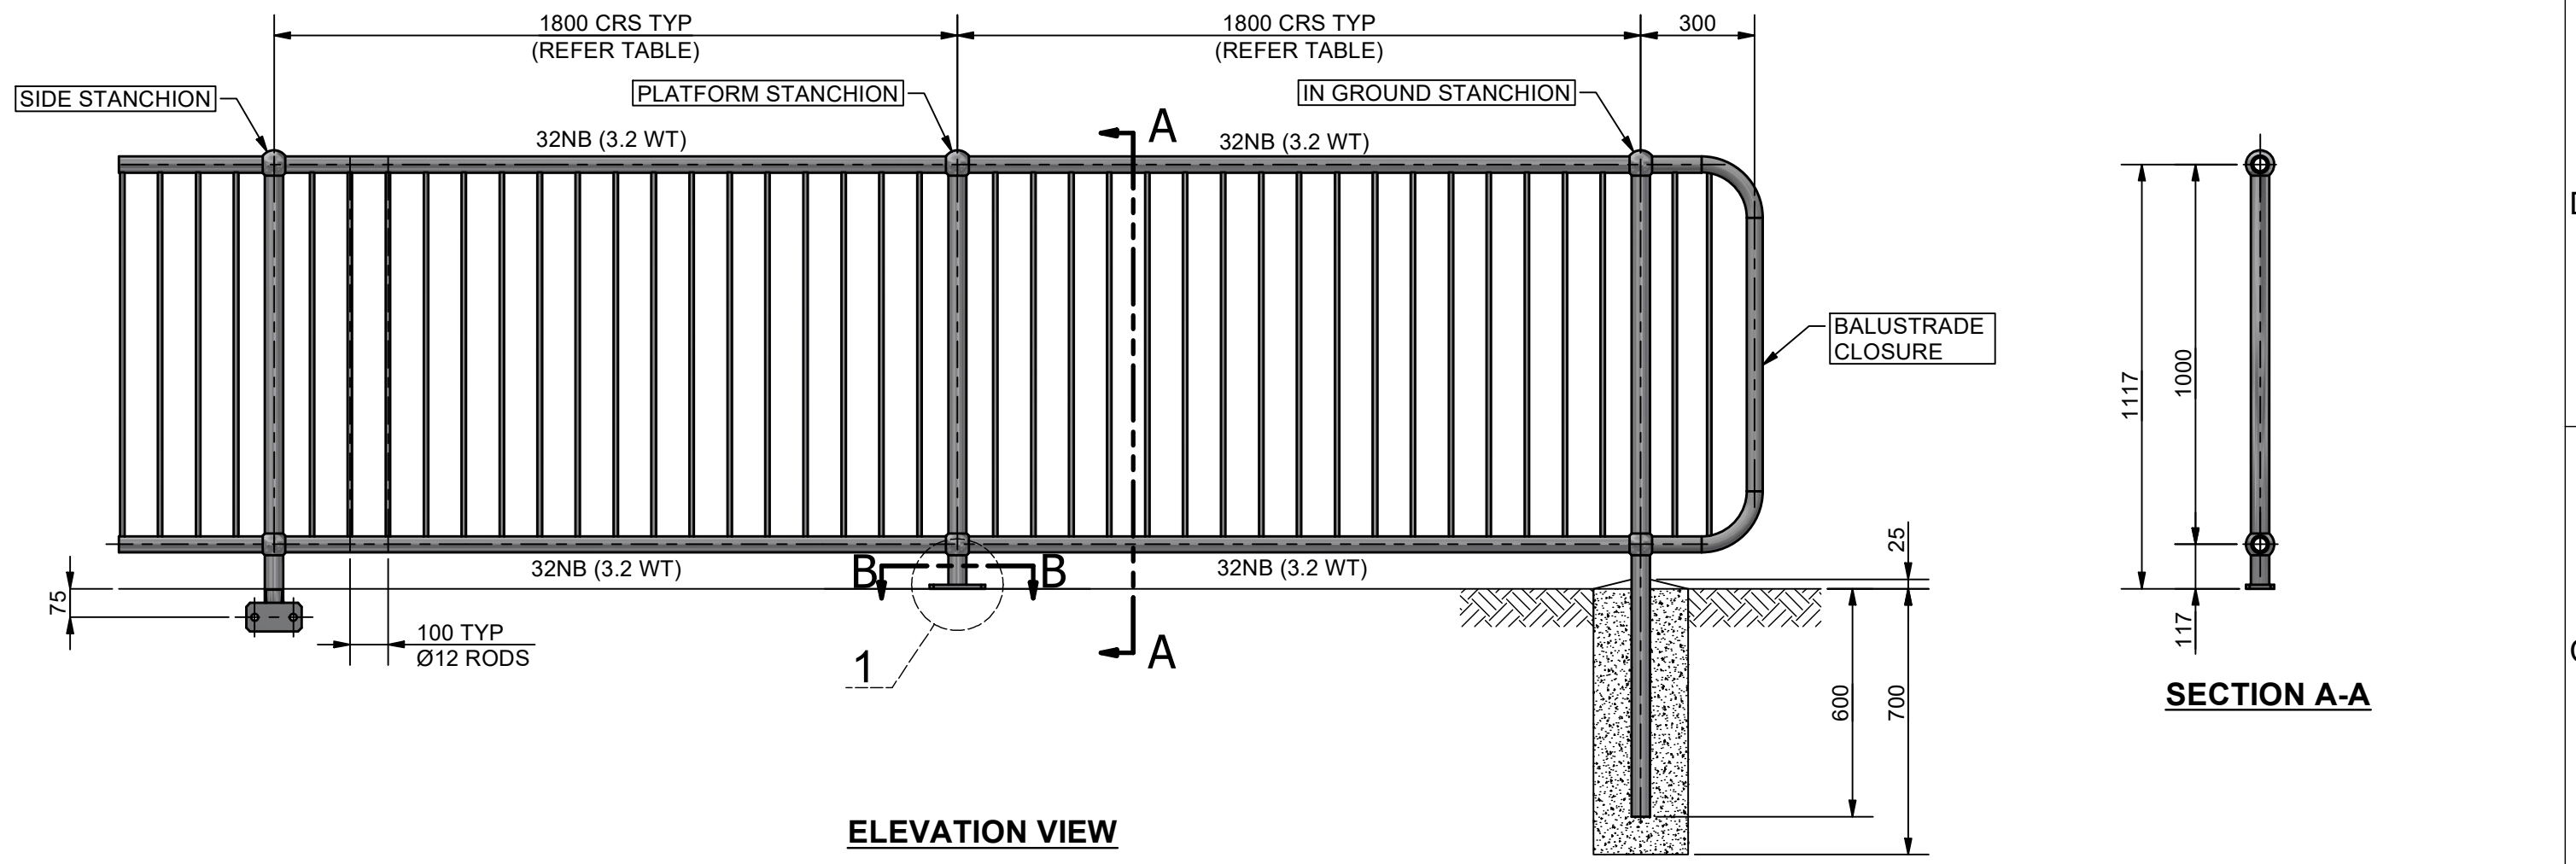 1800 CRS TYP
(REFER TABLE)
1800 CRS TYP
(REFER TABLE)
300
SIDE STANCHION
PLATFORM STANCHION
IN GROUND STANCHION
32NB (3.2 WT)
A
32NB (3.2 WT)
BALUSTRADE
CLOSURE
1117
1000
25
32NB (3.2 WT)
B
B
32NB (3.2 WT)
75
100 TYP
Ø12 RODS
1
A
600
700
117
SECTION A-A
ELEVATION VIEW